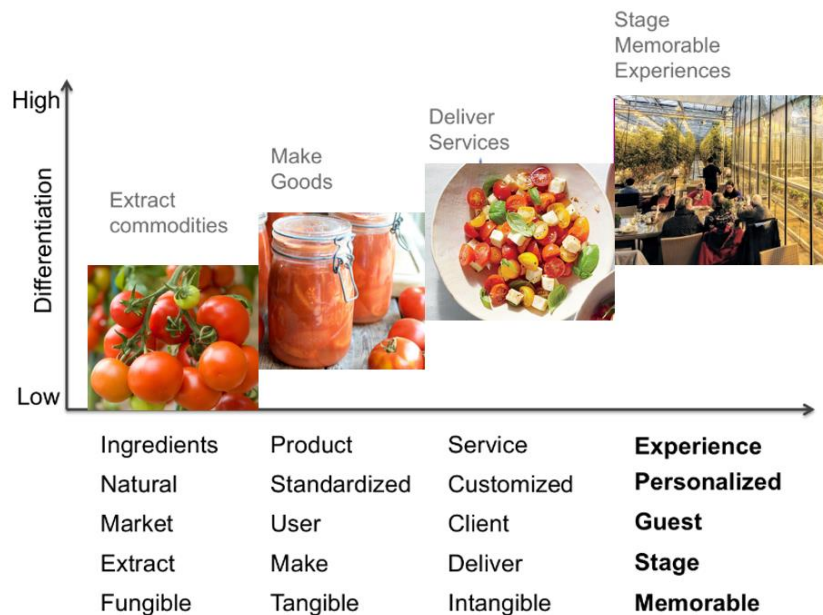 Stage
Memorable
Experiences
High
Deliver
Services
Make
Goods
Extract
commodities
Differentiation
Low
Ingredients Product Service Experience
Natural Standardized Customized Personalized
Market User Client Guest
Extract Make Deliver Stage
Fungible Tangible Intangible Memorable